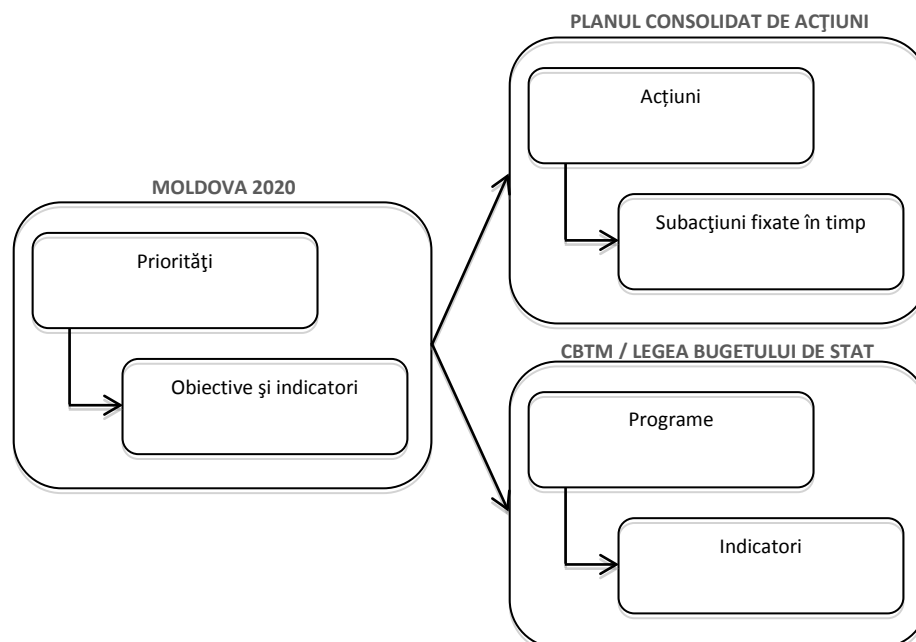 PLANUL CONSOLIDAT DE ACŢIUNI
Acțiuni
Subacţiuni fixate în timp
MOLDOVA 2020
Priorităţi
Obiective şi indicatori
CBTM / LEGEA BUGETULUI DE STAT
Programe
Indicatori